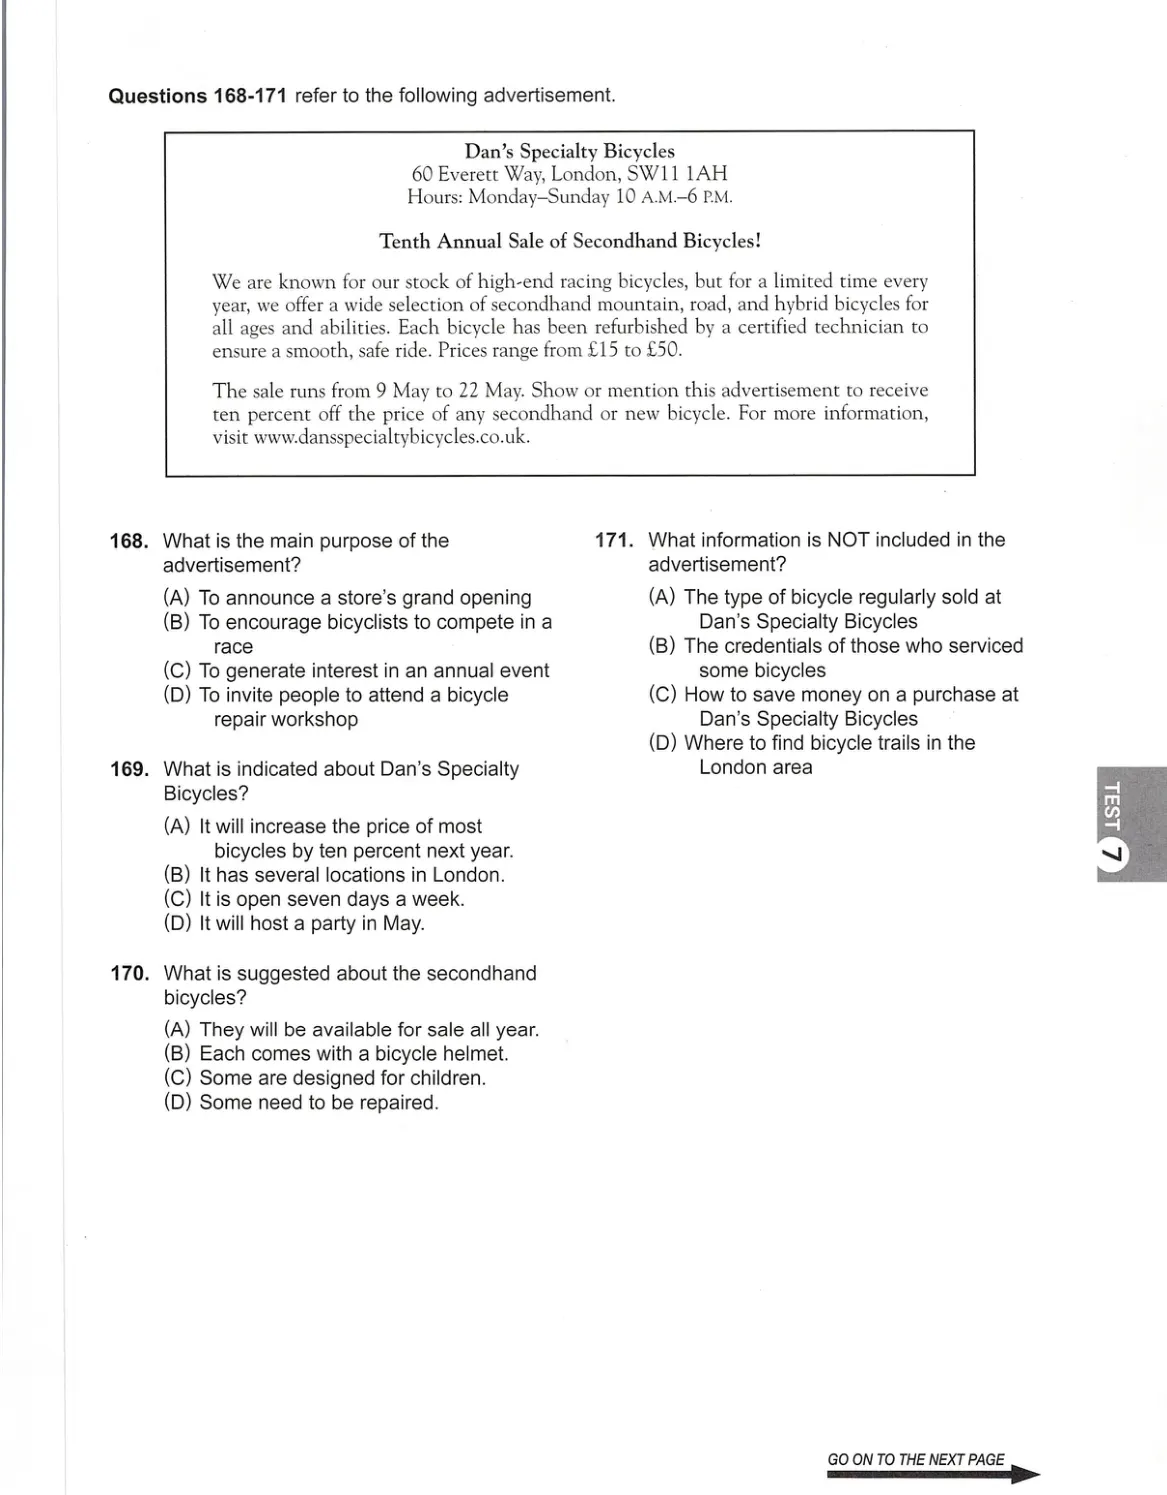 Questions 168-171 refer to the following advertisement.
Dan's Specialty Bicycles
60 Everett Way, London, SW11 1AH
Hours: Monday–Sunday 10 A.M.–6 P.M.
Tenth Annual Sale of Secondhand Bicycles!
We are known for our stock of high-end racing bicycles, but for a limited time every
year, we offer a wide selection of secondhand mountain, road, and hybrid bicycles for
all ages and abilities. Each bicycle has been refurbished by a certified technician to
ensure a smooth, safe ride. Prices range from £15 to £50.
The sale runs from 9 May to 22 May. Show or mention this advertisement to receive
ten percent off the price of any secondhand or new bicycle. For more information,
visit www.dansspecialtybicycles.co.uk.
168. What is the main purpose of the
advertisement?
(A) To announce a store's grand opening
(B) To encourage bicyclists to compete in a
race
(C) To generate interest in an annual event
(D) To invite people to attend a bicycle
repair workshop
169. What is indicated about Dan's Specialty
Bicycles?
(A) It will increase the price of most
bicycles by ten percent next year.
(B) It has several locations in London.
(C) It is open seven days a week.
(D) It will host a party in May.
170. What is suggested about the secondhand
bicycles?
(A) They will be available for sale all year.
(B) Each comes with a bicycle helmet.
(C) Some are designed for children.
(D) Some need to be repaired.
171. What information is NOT included in the
advertisement?
(A) The type of bicycle regularly sold at
Dan's Specialty Bicycles
(B) The credentials of those who serviced
some bicycles
(C) How to save money on a purchase at
Dan's Specialty Bicycles
(D) Where to find bicycle trails in the
London area
TEST 7
GO ON TO THE NEXT PAGE